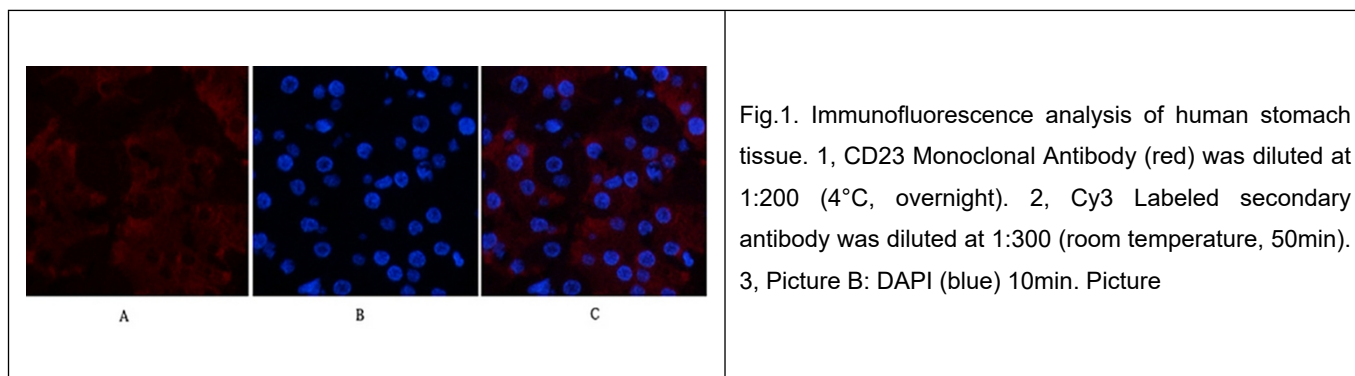 A
B
C
Fig.1. Immunofluorescence analysis of human stomach
tissue. 1, CD23 Monoclonal Antibody (red) was diluted at
1:200 (4°C, overnight). 2, Cy3 Labeled secondary
antibody was diluted at 1:300 (room temperature, 50min).
3, Picture B: DAPI (blue) 10min. Picture